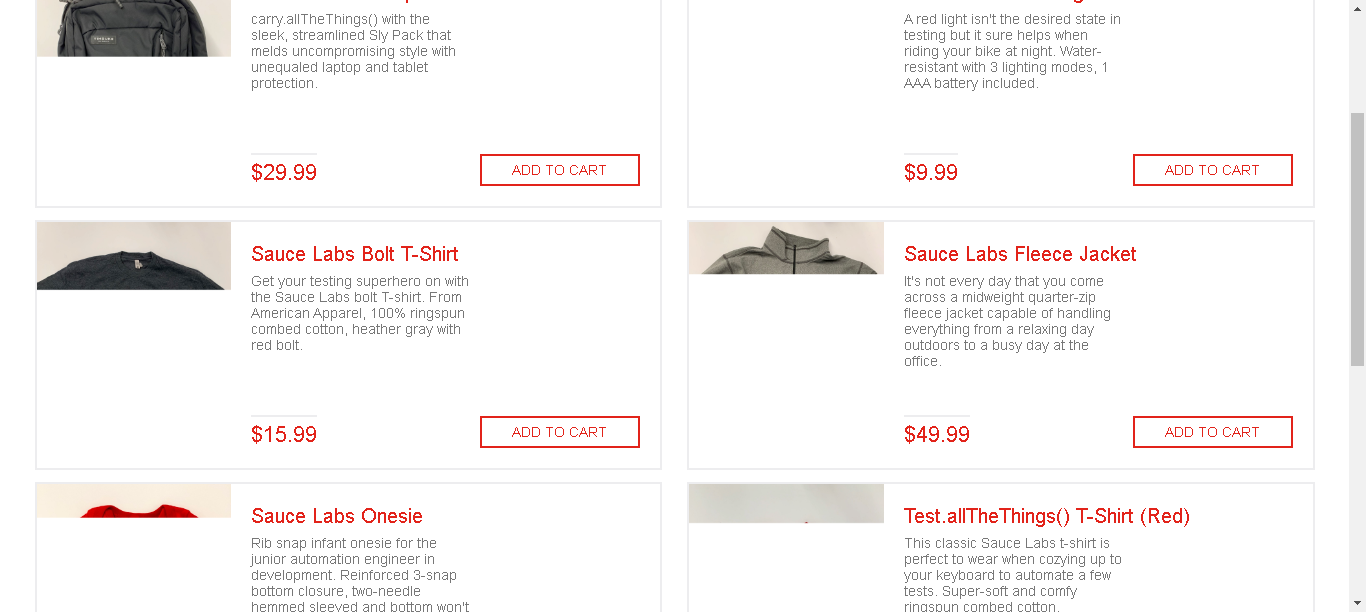 carry.allTheThings() with the
sleek, streamlined Sly Pack that
melds uncompromising style with
unequaled laptop and tablet
protection.
$29.99
ADD TO CART
A red light isn't the desired state in
testing but it sure helps when
riding your bike at night. Water-
resistant with 3 lighting modes, 1
AAA battery included.
$9.99
ADD TO CART
Sauce Labs Bolt T-Shirt
Get your testing superhero on with
the Sauce Labs bolt T-shirt. From
American Apparel, 100% ringspun
combed cotton, heather gray with
red bolt.
$15.99
ADD TO CART
Sauce Labs Fleece Jacket
It's not every day that you come
across a midweight quarter-zip
fleece jacket capable of handling
everything from a relaxing day
outdoors to a busy day at the
office.
$49.99
ADD TO CART
Sauce Labs Onesie
Rib snap infant onesie for the
junior automation engineer in
development. Reinforced 3-snap
bottom closure, two-needle
hemmed sleeved and bottom won't
Test.allTheThings() T-Shirt (Red)
This classic Sauce Labs t-shirt is
perfect to wear when cozying up to
your keyboard to automate a few
tests. Super-soft and comfy
ringspun combed cotton.